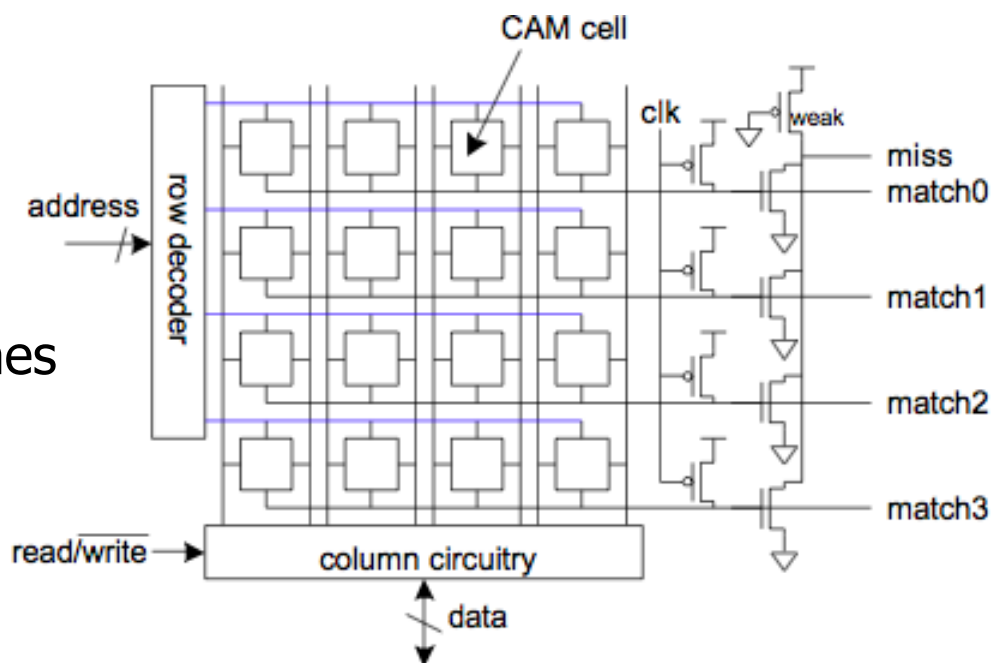 CAM cell
clk
weak
miss
match0
address
row decoder
match1
nes
match2
match3
read/write
column circuitry
data